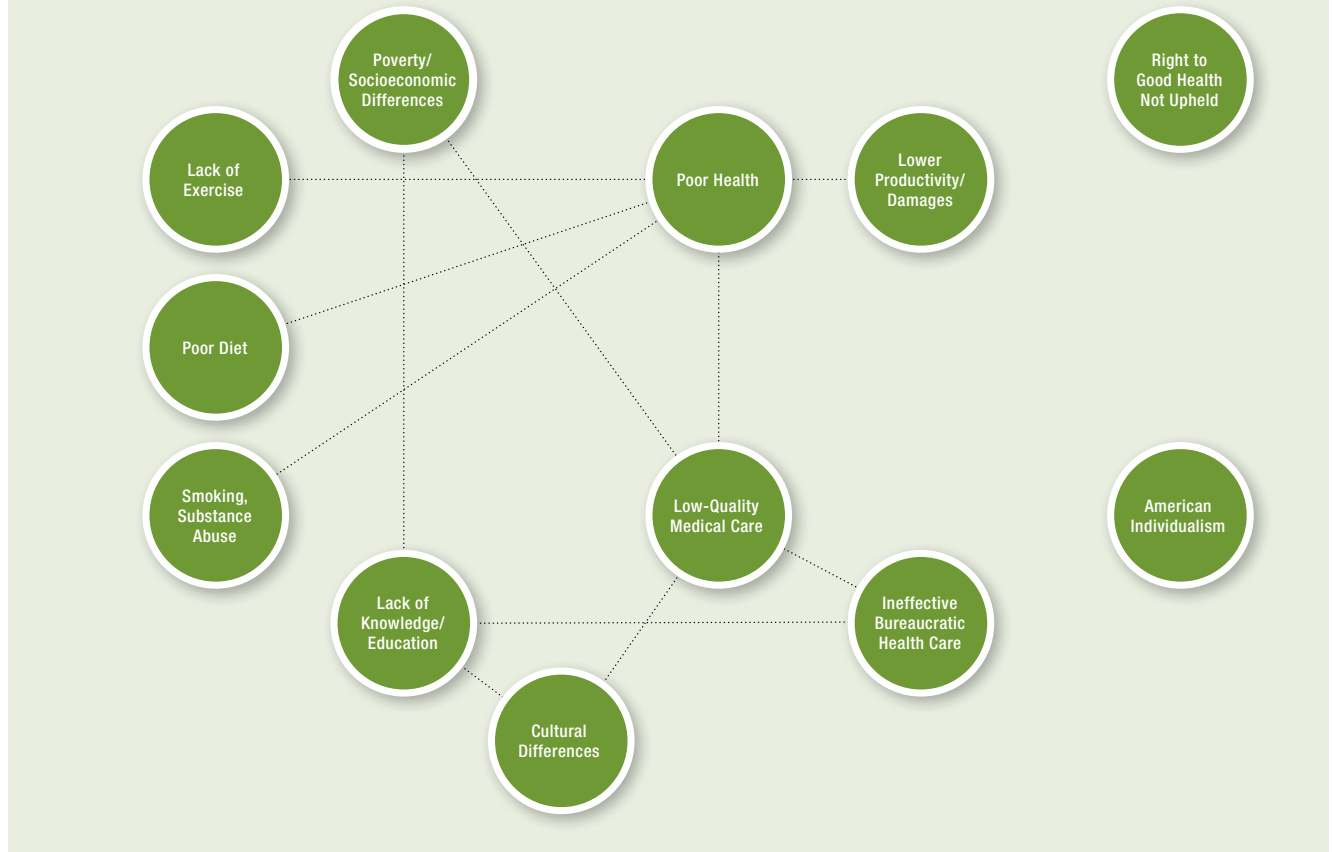 Poverty/
Socioeconomic
Differences
Right to
Good Health
Not Upheld
Lack of
Exercise
Poor Health
Lower
Productivity/
Damages
Poor Diet
Smoking,
Substance
Abuse
Low-Quality
Medical Care
American
Individualism
Lack of
Knowledge/
Education
Ineffective
Bureaucratic
Health Care
Cultural
Differences